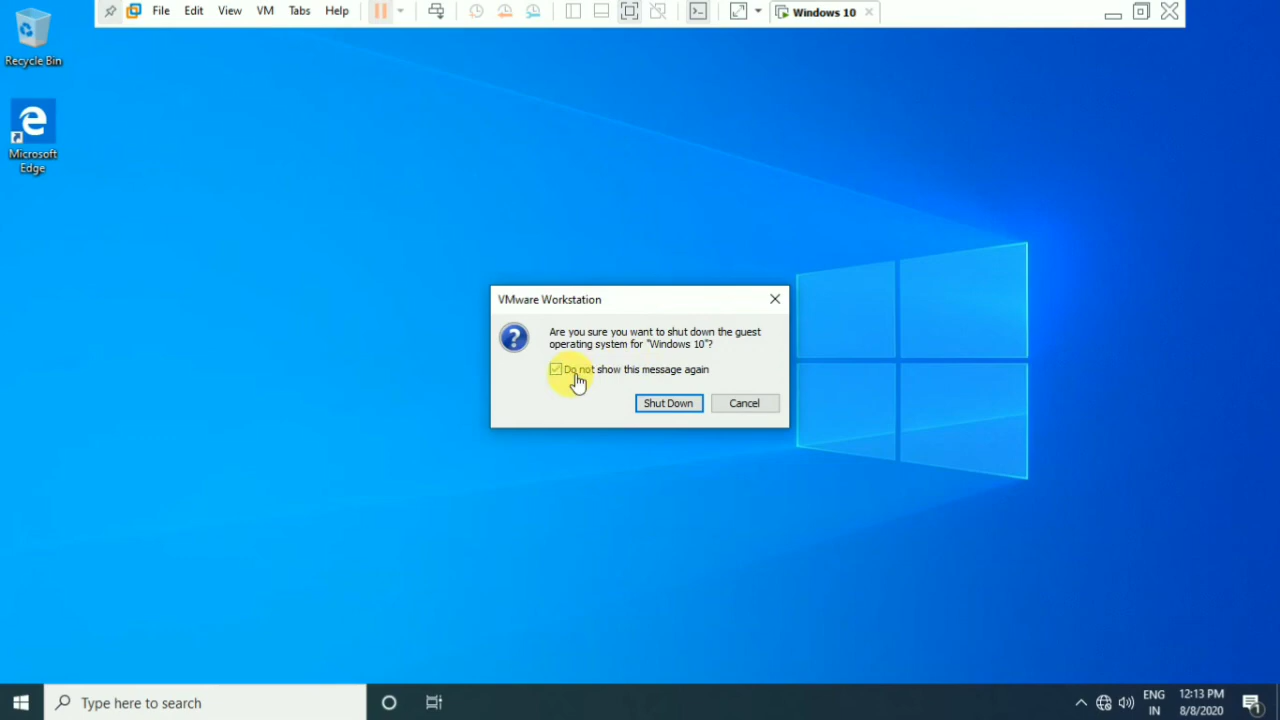 File Edit View VM Tabs Help Windows 10
Recycle Bin
Microsoft
Edge
VMware Workstation
Are you sure you want to shut down the guest
operating system for "Windows 10"?
Do not show this message again
Shut Down Cancel
Type here to search
ENG
IN
12:13 PM
8/8/2020
1